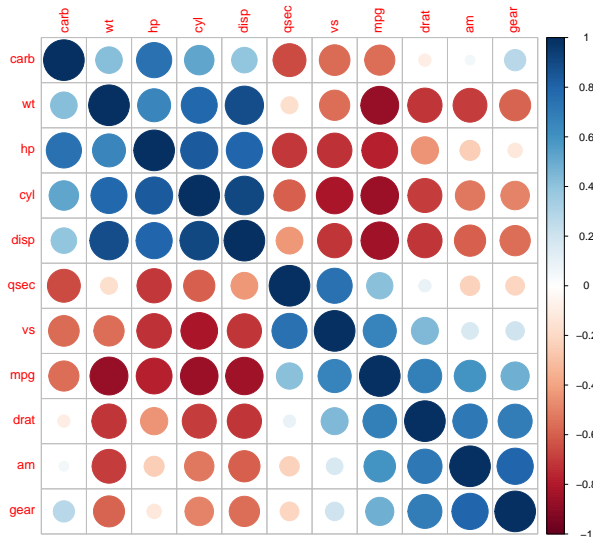 carb wt hp cyl disp qsec vs mpg drat am gear
carb
wt
hp
cyl
disp
qsec
vs
mpg
drat
am
gear
1
0.8
0.6
0.4
0.2
0
−0.2
−0.4
−0.6
−0.8
−1